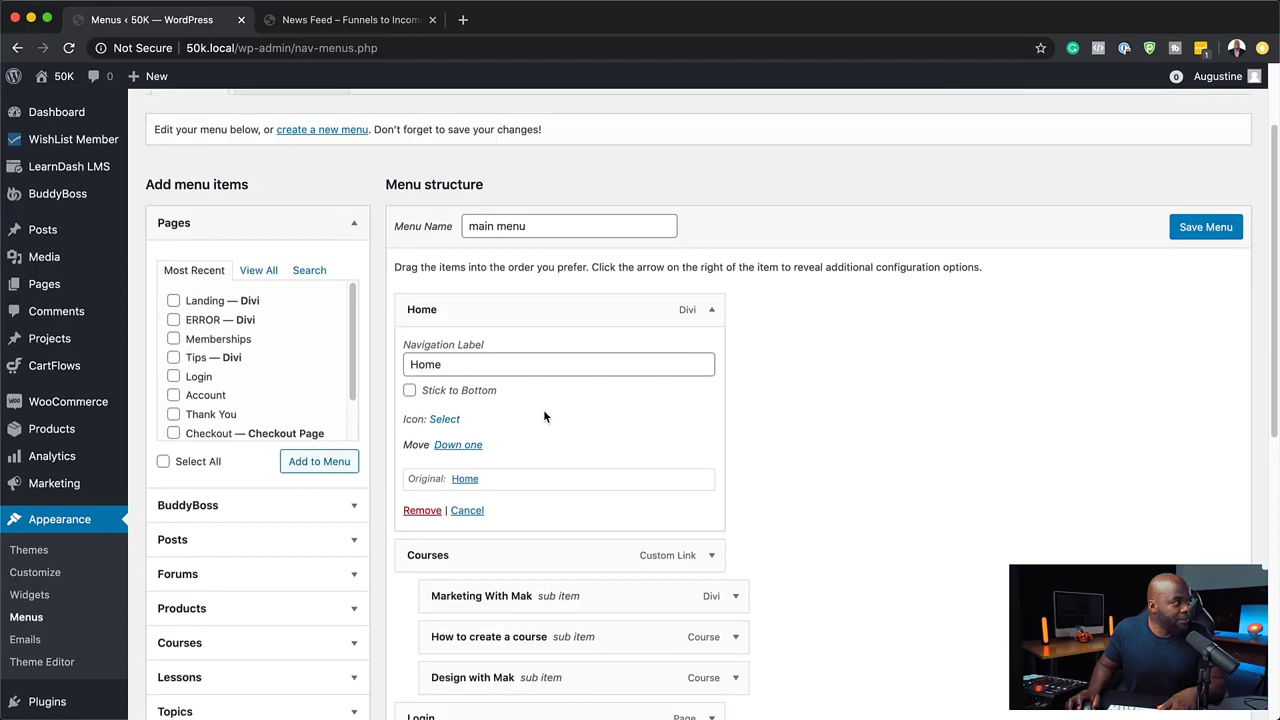 Menus ‹ 50K — WordPress
News Feed – Funnels to Incom
Not Secure
50k.local/wp-admin/nav-menus.php
1
50K
0
New
0
Augustine
Dashboard
WishList Member
LearnDash LMS
BuddyBoss
Posts
Media
Pages
Comments
Projects
CartFlows
WooCommerce
Products
Analytics
Marketing
Appearance
Themes
Customize
Widgets
Menus
Emails
Theme Editor
Plugins
Edit your menu below, or create a new menu. Don't forget to save your changes!
Add menu items
Pages
Most Recent
View All
Search
Landing — Divi
ERROR — Divi
Memberships
Tips — Divi
Login
Account
Thank You
Checkout — Checkout Page
Select All
Add to Menu
BuddyBoss
Posts
Forums
Products
Courses
Lessons
Topics
Menu structure
Menu Name
main menu
Save Menu
Drag the items into the order you prefer. Click the arrow on the right of the item to reveal additional configuration options.
Home
Divi
Navigation Label
Home
Stick to Bottom
Icon: Select
Move Down one
Original: Home
Remove | Cancel
Courses
Custom Link
Marketing With Mak sub item
Divi
How to create a course sub item
Course
Design with Mak sub item
Course
Login
Page